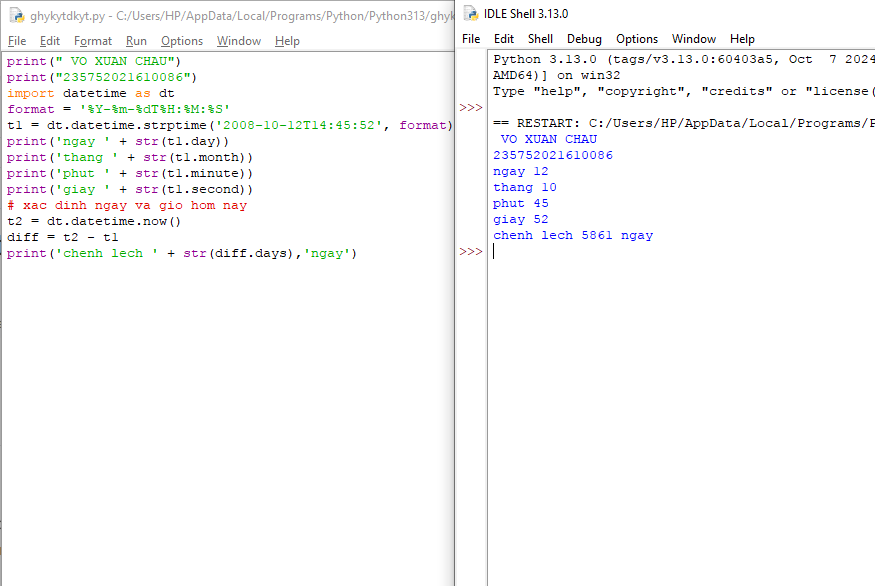 ghykytdkyt.py - C:/Users/HP/AppData/Local/Programs/Python/Python313/ghyk
File Edit Format Run Options Window Help
print(" VO XUAN CHAU")
print("235752021610086")
import datetime as dt
format = '%Y-%m-%dT%H:%M:%S'
t1 = dt.datetime.strptime('2008-10-12T14:45:52', format)
print('ngay ' + str(t1.day))
print('thang ' + str(t1.month))
print('phut ' + str(t1.minute))
print('giay ' + str(t1.second))
# xac dinh ngay va gio hom nay
t2 = dt.datetime.now()
diff = t2 - t1
print('chenh lech ' + str(diff.days),'ngay')
IDLE Shell 3.13.0
File Edit Shell Debug Options Window Help
Python 3.13.0 (tags/v3.13.0:60403a5, Oct  7 2024
AMD64)] on win32
Type "help", "copyright", "credits" or "license(
>>>
== RESTART: C:/Users/HP/AppData/Local/Programs/P
 VO XUAN CHAU
235752021610086
ngay 12
thang 10
phut 45
giay 52
chenh lech 5861 ngay
>>>